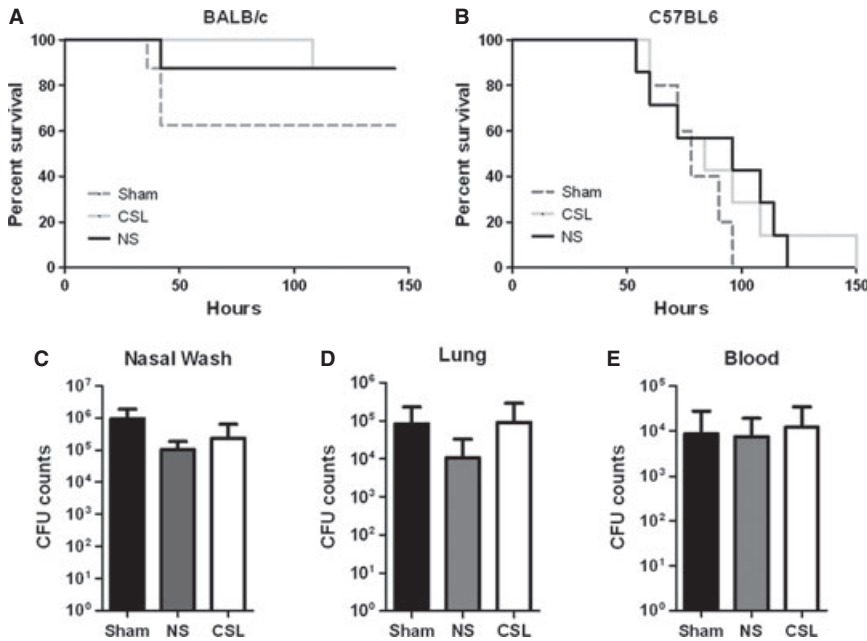 A
BALB/c
Percent survival
100
80
60
40
20
0
Sham
CSL
NS
0
50
100
150
Hours
B
C57BL6
Percent survival
100
80
60
40
20
0
Sham
CSL
NS
0
50
100
150
Hours
C
Nasal Wash
CFU counts
10⁷
10⁶
10⁵
10⁴
10³
10²
10¹
10⁰
Sham NS CSL
D
Lung
CFU counts
10⁶
10⁵
10⁴
10³
10²
10¹
10⁰
Sham NS CSL
E
Blood
CFU counts
10⁵
10⁴
10³
10²
10¹
10⁰
Sham NS CSL